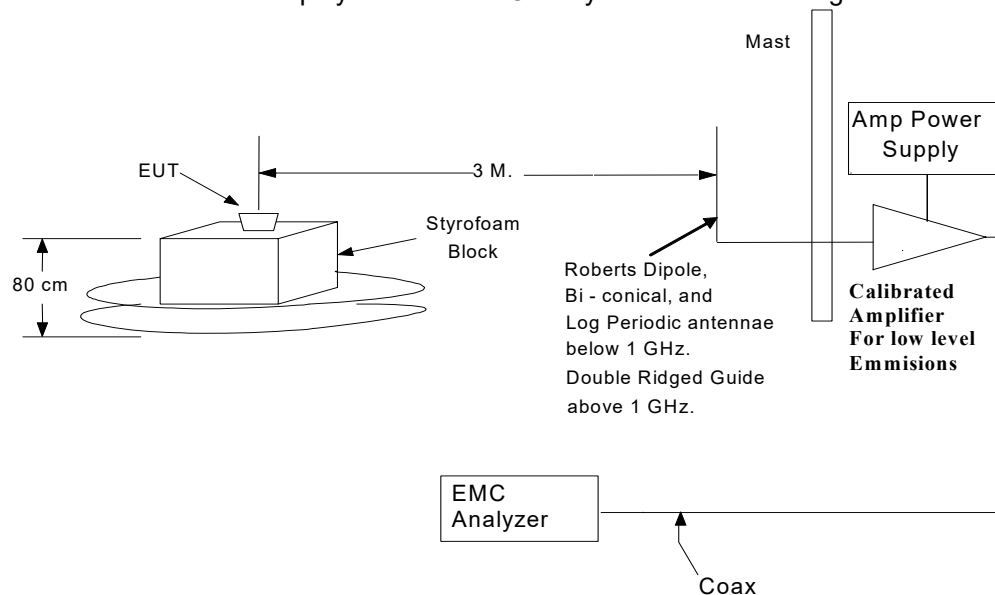 Mast
Amp Power
Supply
EUT
3 M.
Styrofoam
Block
80 cm
Roberts Dipole,
Bi - conical, and
Log Periodic antennae
below 1 GHz.
Double Ridged Guide
above 1 GHz.
Calibrated
Amplifier
For low level
Emmisions
EMC
Analyzer
Coax